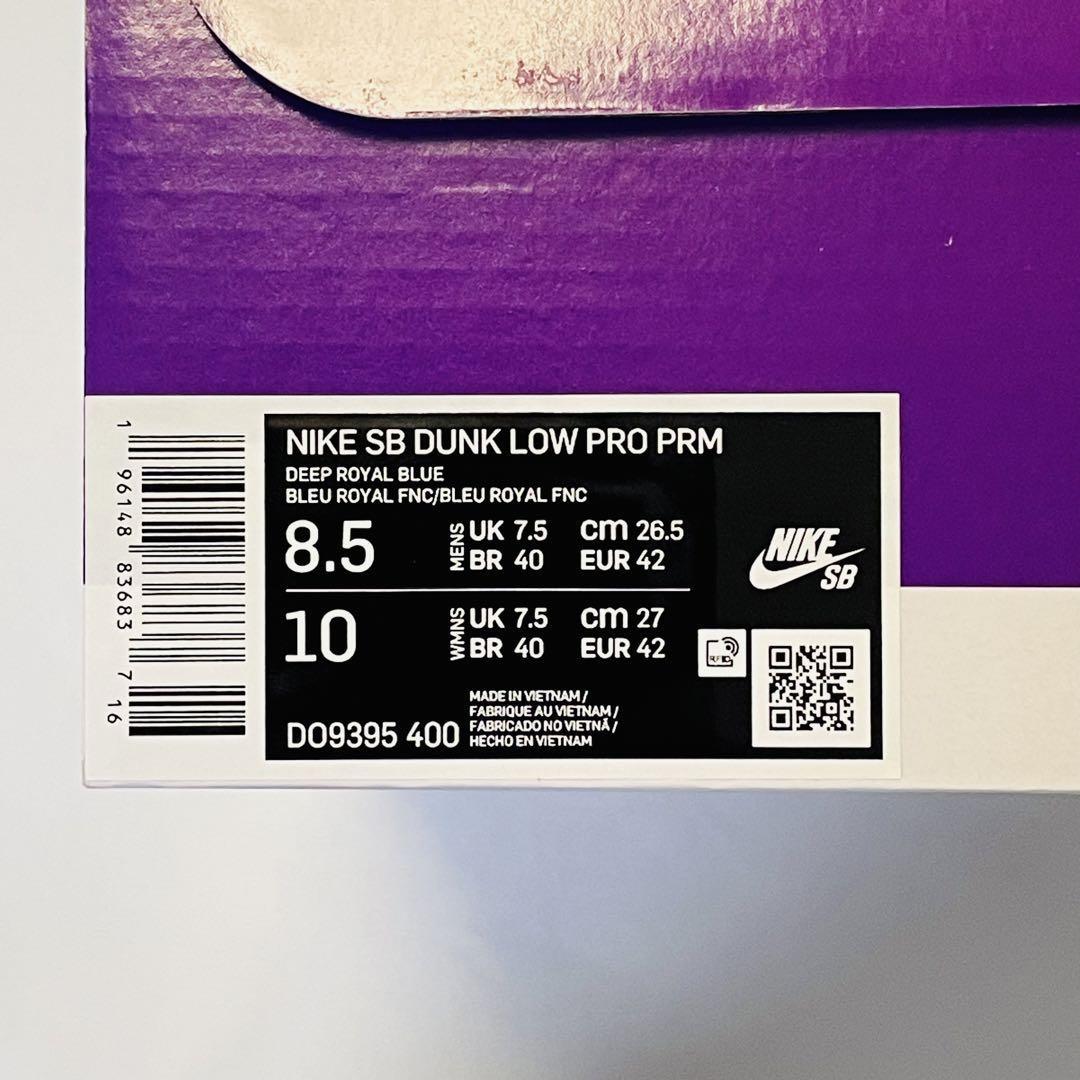 NIKE SB DUNK LOW PRO PRM
DEEP ROYAL BLUE
BLEU ROYAL FNC/BLEU ROYAL FNC
8.5 MENS UK 7.5 cm 26.5
BR 40 EUR 42
10 WMNS UK 7.5 cm 27
BR 40 EUR 42
MADE IN VIETNAM /
FABRIQUE AU VIETNAM /
FABRICADO NO VIETNÃ /
HECHO EN VIETNAM
DO9395 400
NIKE
SB
1 96148 83683 7 16